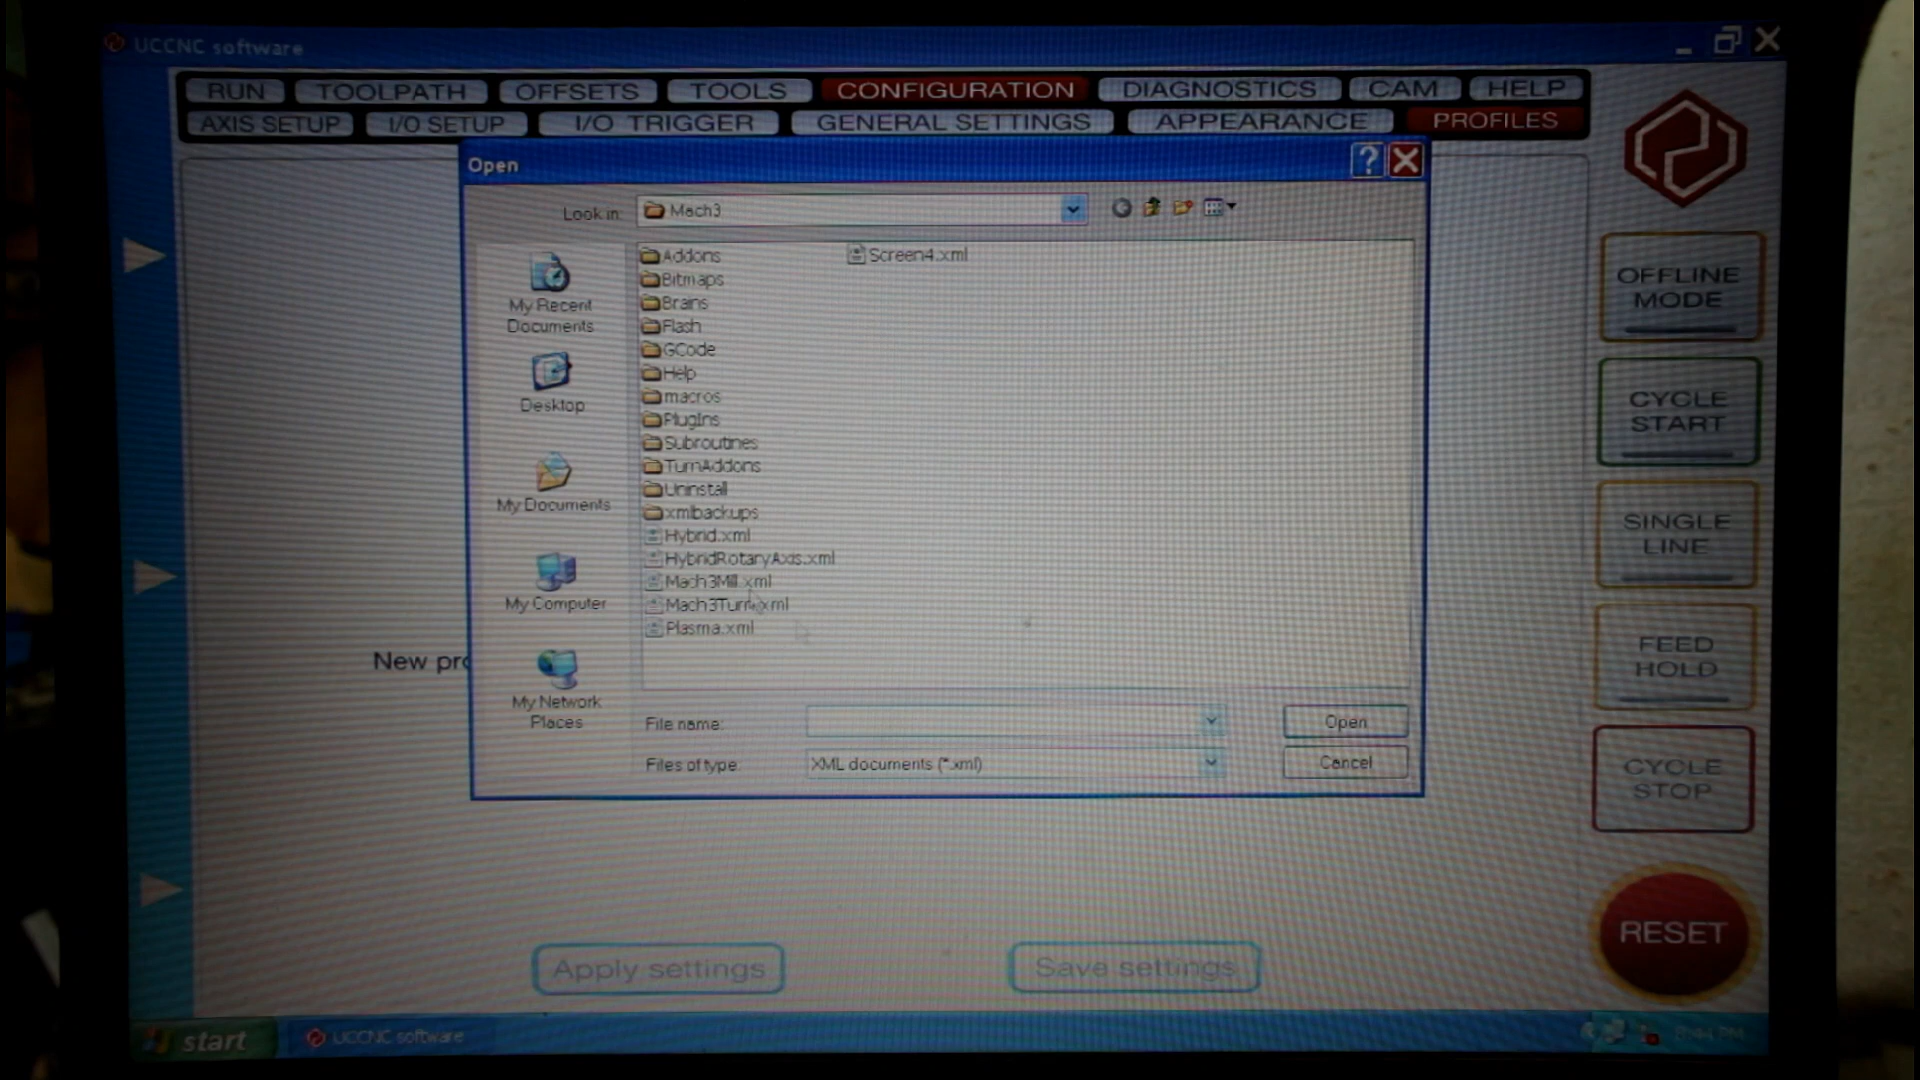 UCCNC software
RUN TOOLPATH OFFSETS TOOLS CONFIGURATION DIAGNOSTICS CAM HELP
AXIS SETUP I/O SETUP I/O TRIGGER GENERAL SETTINGS APPEARANCE PROFILES
Open
Look in: Mach3
My Recent
Documents
Desktop
My Documents
My Computer
My Network
Places
Addons
Bitmaps
Brains
Flash
GCode
Help
macros
PlugIns
Subroutines
TurnAddons
Uninstall
xmlbackups
Hybrid.xml
HybridRotaryAxis.xml
Mach3Mill.xml
Mach3Turn.xml
Plasma.xml
Screen4.xml
File name:
Open
Files of type: XML documents (*.xml)
Cancel
New
Apply settings
Save settings
OFFLINE
MODE
CYCLE
START
SINGLE
LINE
FEED
HOLD
CYCLE
STOP
RESET
start
UCCNC software